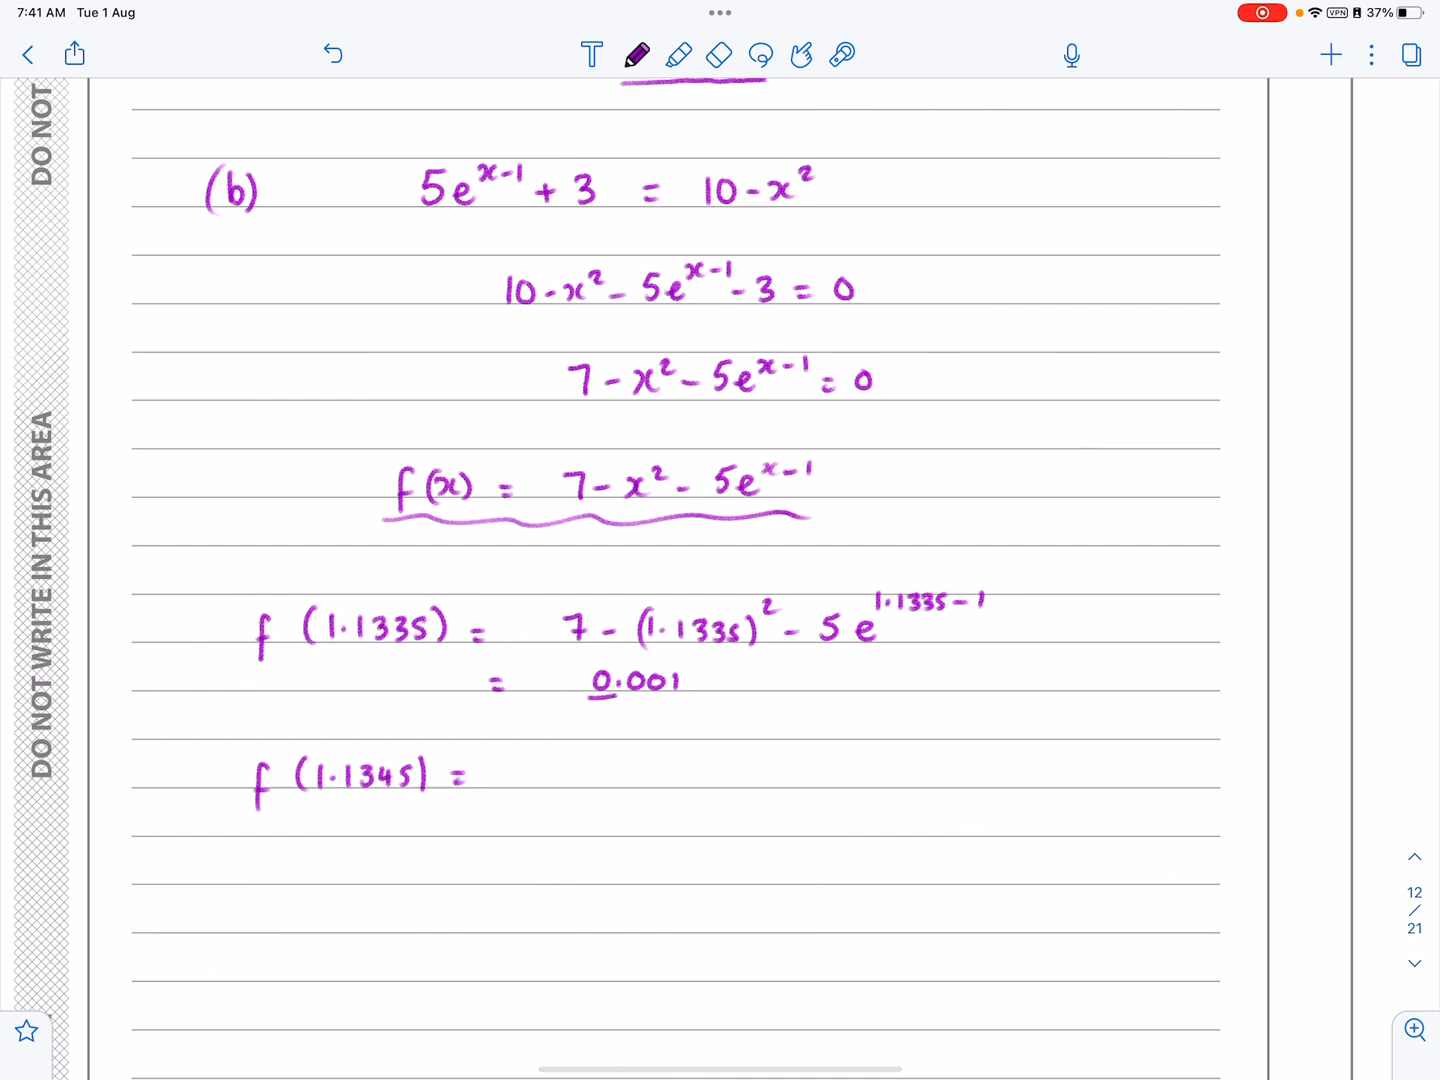 7:41 AM Tue 1 Aug
VPN 37%
T
DO NOT
DO NOT WRITE IN THIS AREA
(b) 5e^{x-1} + 3 = 10 - x²
10 - x² - 5e^{x-1} - 3 = 0
7 - x² - 5e^{x-1} = 0
f(x) = 7 - x² - 5e^{x-1}
f (1.1335) = 7 - (1.1335)² - 5e^{1.1335-1}
= 0.001
f (1.1345) =
12
/
21